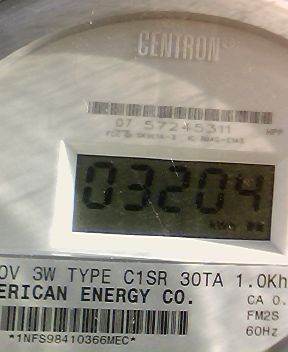 CENTRON®
07 57245311
03204
0V 3W TYPE C1SR 30TA 1.0Kh
ERICAN ENERGY CO.
CA 0.
FM2S
60Hz
*1NFS98410366MEC*